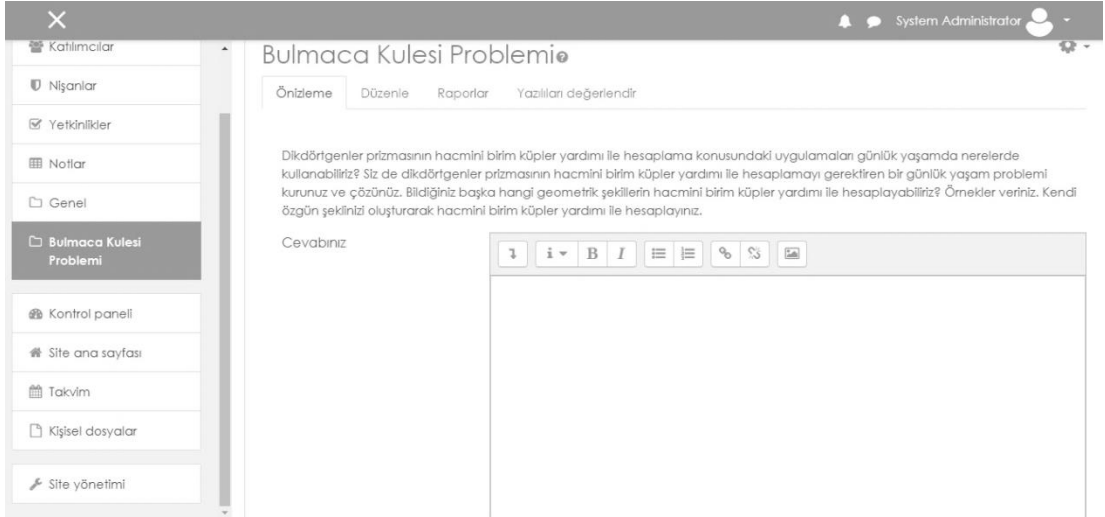 System Administrator
Katılımcılar
Nişanlar
Yetkinlikler
Notlar
Genel
Bulmaca Kulesi
Problemi
Kontrol paneli
Site ana sayfası
Takvim
Kişisel dosyalar
Site yönetimi
Bulmaca Kulesi Problemi
Önizleme Düzenle Raporlar Yazılıları değerlendir
Dikdörtgenler prizmasının hacmini birim küpler yardımı ile hesaplama konusundaki uygulamaları günlük yaşamda nerelerde
kullanabiliriz? Siz de dikdörtgenler prizmasının hacmini birim küpler yardımı ile hesaplamayı gerektiren bir günlük yaşam problemi
kurunuz ve çözünüz. Bildiğiniz başka hangi geometrik şekillerin hacmini birim küpler yardımı ile hesaplayabiliriz? Örnekler veriniz. Kendi
özgün şeklinizi oluşturarak hacmini birim küpler yardımı ile hesaplayınız.
Cevabınız